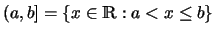 (a, b] = {x ∈ ℝ : a < x ≤ b}